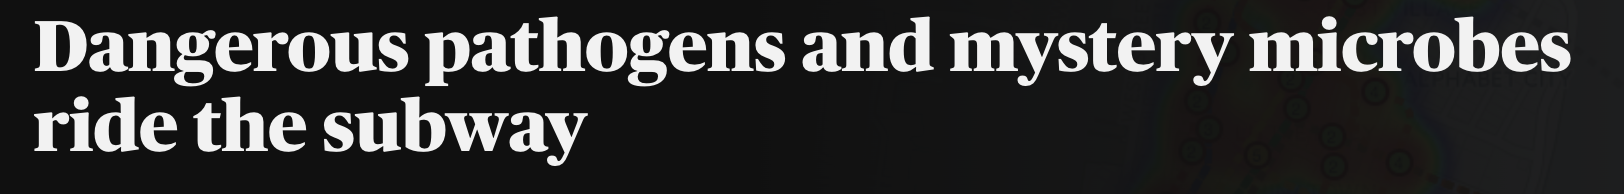 Dangerous pathogens and mystery microbes
ride the subway